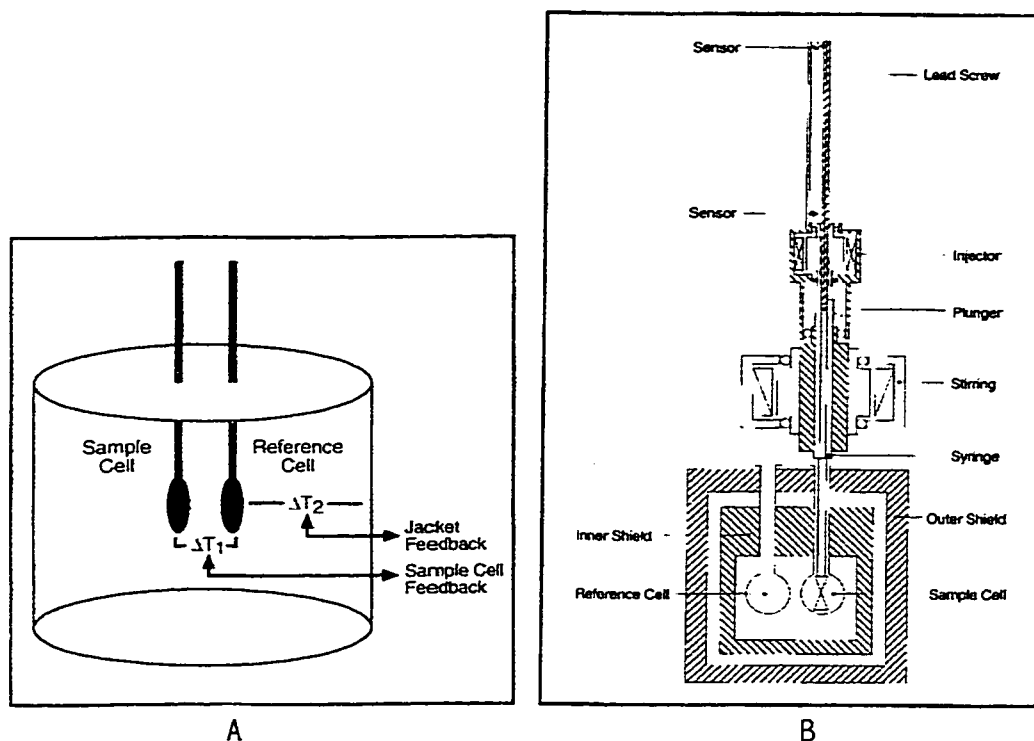 Sample
Cell
Reference
Cell
ΔT₂
ΔT₁
Jacket
Feedback
Sample Cell
Feedback
A
Sensor
Lead Screw
Sensor
Injector
Plunger
Stirring
Syringe
Outer Shield
Inner Shield
Reference Cell
Sample Cell
B